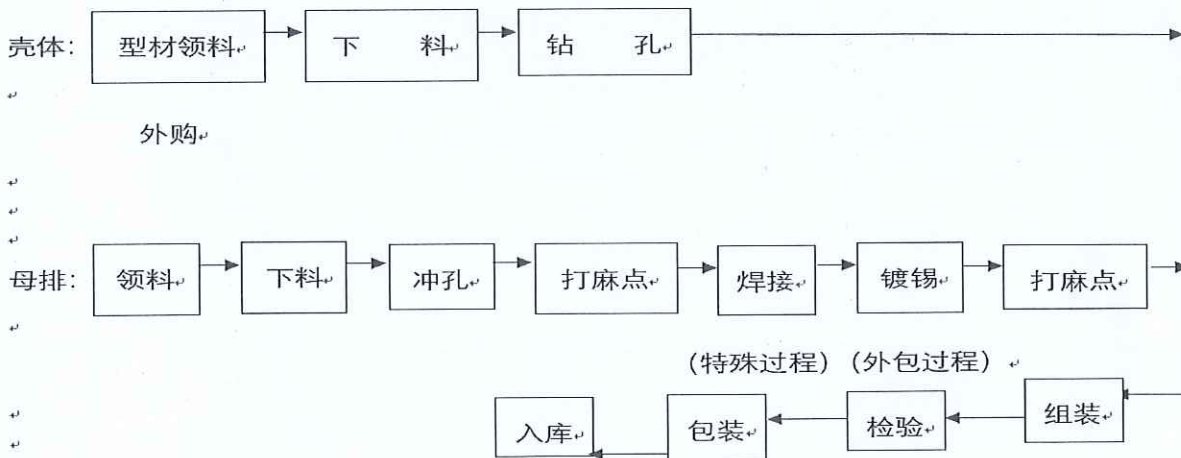 壳体： 型材领料 下 料 钻 孔
外购
母排： 领料 下料 冲孔 打麻点 焊接 镀锡 打麻点
（特殊过程）（外包过程）
入库 包装 检验 组装